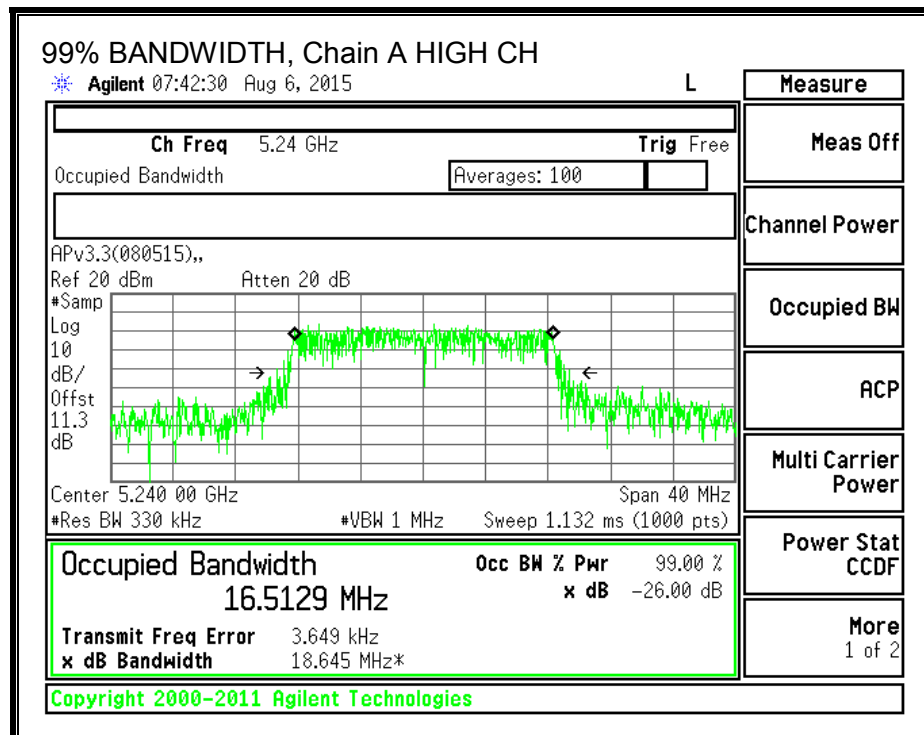 99% BANDWIDTH, Chain A HIGH CH
Agilent 07:42:30 Aug 6, 2015 L
Measure
Ch Freq 5.24 GHz Trig Free
Meas Off
Occupied Bandwidth Averages: 100
Channel Power
APv3.3(080515),,
Ref 20 dBm Atten 20 dB
#Samp
Log
10
dB/
Offst
11.3
dB
Occupied BW
ACP
Multi Carrier
Power
Center 5.240 00 GHz Span 40 MHz
#Res BW 330 kHz #VBW 1 MHz Sweep 1.132 ms (1000 pts)
Power Stat
CCDF
Occupied Bandwidth Occ BW % Pwr 99.00 %
16.5129 MHz x dB -26.00 dB
Transmit Freq Error 3.649 kHz
x dB Bandwidth 18.645 MHz*
More
1 of 2
Copyright 2000-2011 Agilent Technologies